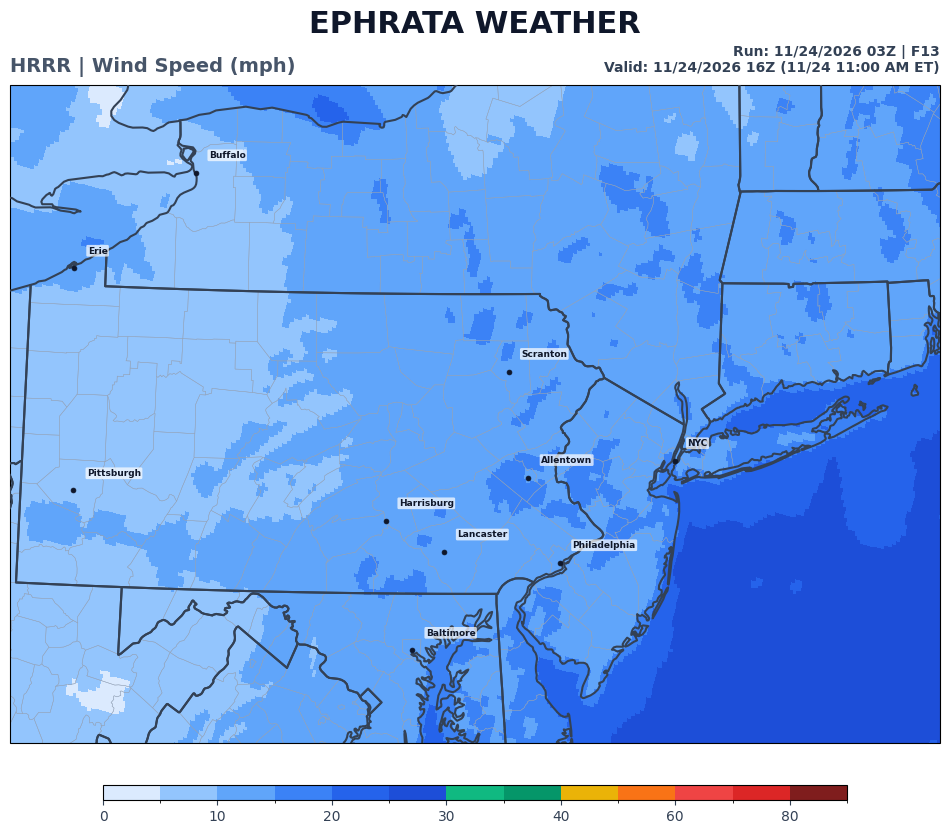 EPHRATA WEATHER
HRRR | Wind Speed (mph)
Run: 11/24/2026 03Z | F13
Valid: 11/24/2026 16Z (11/24 11:00 AM ET)
Buffalo
Erie
Scranton
NYC
Allentown
Pittsburgh
Harrisburg
Lancaster
Philadelphia
Baltimore
0 10 20 30 40 60 80